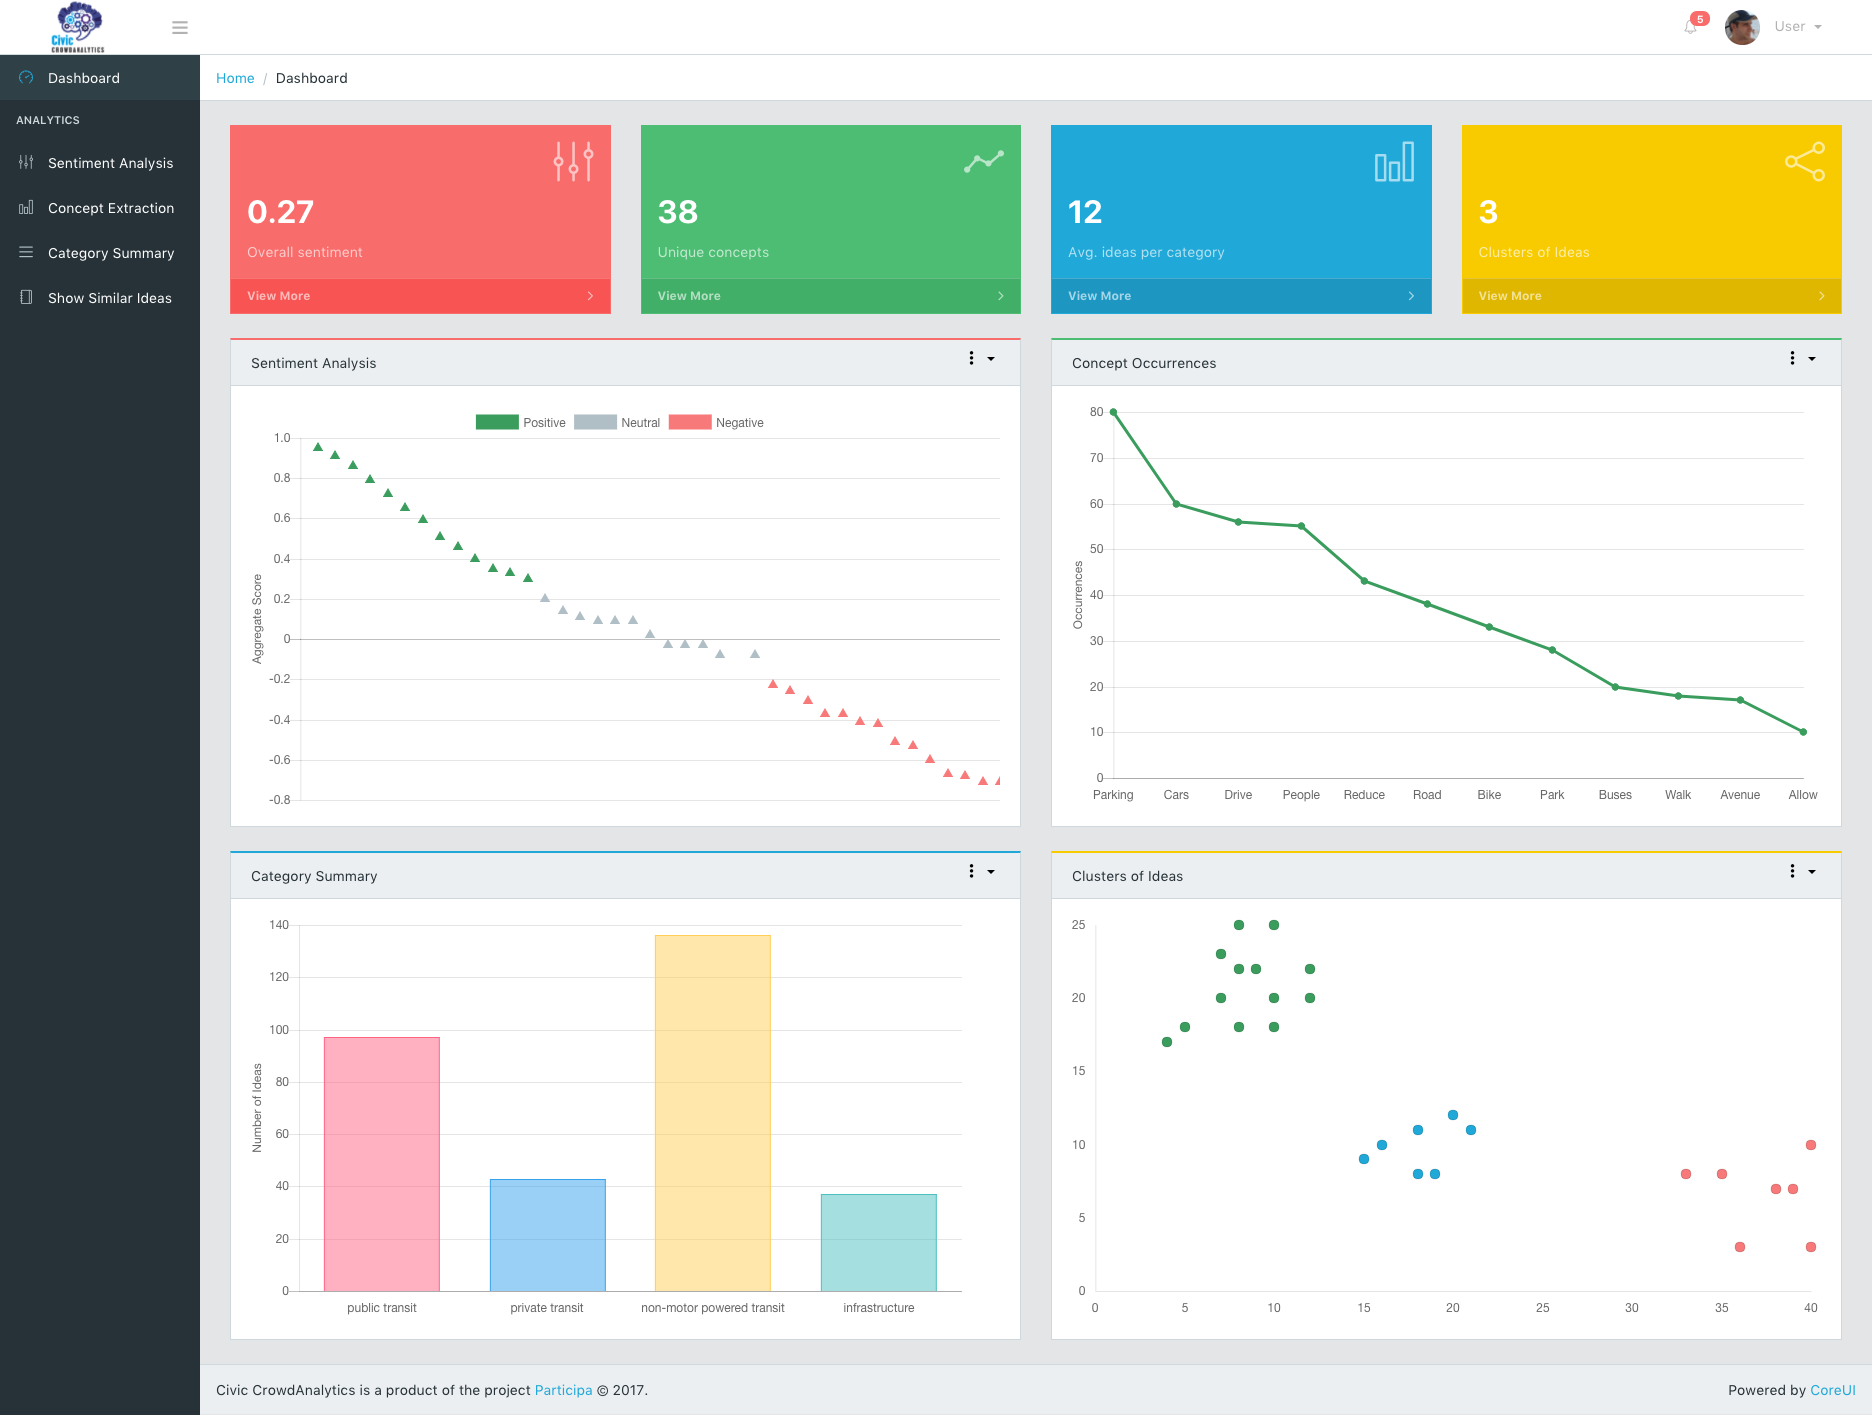 Civic
CROWDANALYTICS
5
User
Dashboard
Home / Dashboard
ANALYTICS
Sentiment Analysis
Concept Extraction
Category Summary
Show Similar Ideas
0.27
Overall sentiment
View More
38
Unique concepts
View More
12
Avg. ideas per category
View More
3
Clusters of Ideas
View More
Sentiment Analysis
Positive Neutral Negative
Aggregate Score
1.0
0.8
0.6
0.4
0.2
0
-0.2
-0.4
-0.6
-0.8
Concept Occurrences
Occurrences
80
70
60
50
40
30
20
10
0
Parking Cars Drive People Reduce Road Bike Park Buses Walk Avenue Allow
Category Summary
Number of Ideas
140
120
100
80
60
40
20
0
public transit private transit non-motor powered transit infrastructure
Clusters of Ideas
25
20
15
10
5
0
0 5 10 15 20 25 30 35 40
Civic CrowdAnalytics is a product of the project Participa © 2017.
Powered by CoreUI